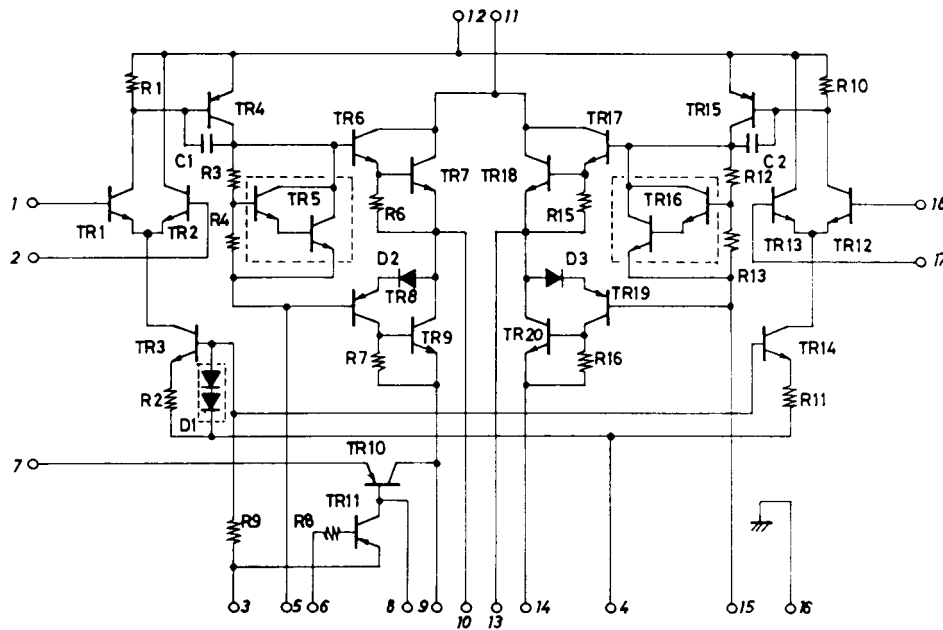 12 11
R1 R10
TR4 TR6 TR17 TR15
C1 C2
R3 TR5 TR7 TR18 TR16 R12
1 R4 R6 R15 18
TR1 TR2 TR13 TR12
2 17
D2 D3 R13
TR8 TR19
TR3 TR9 TR20 TR14
R7 R16
R2 R11
D1
7 TR10
TR11
R9 R8
3 5 6 8 9 10 13 14 4 15 16